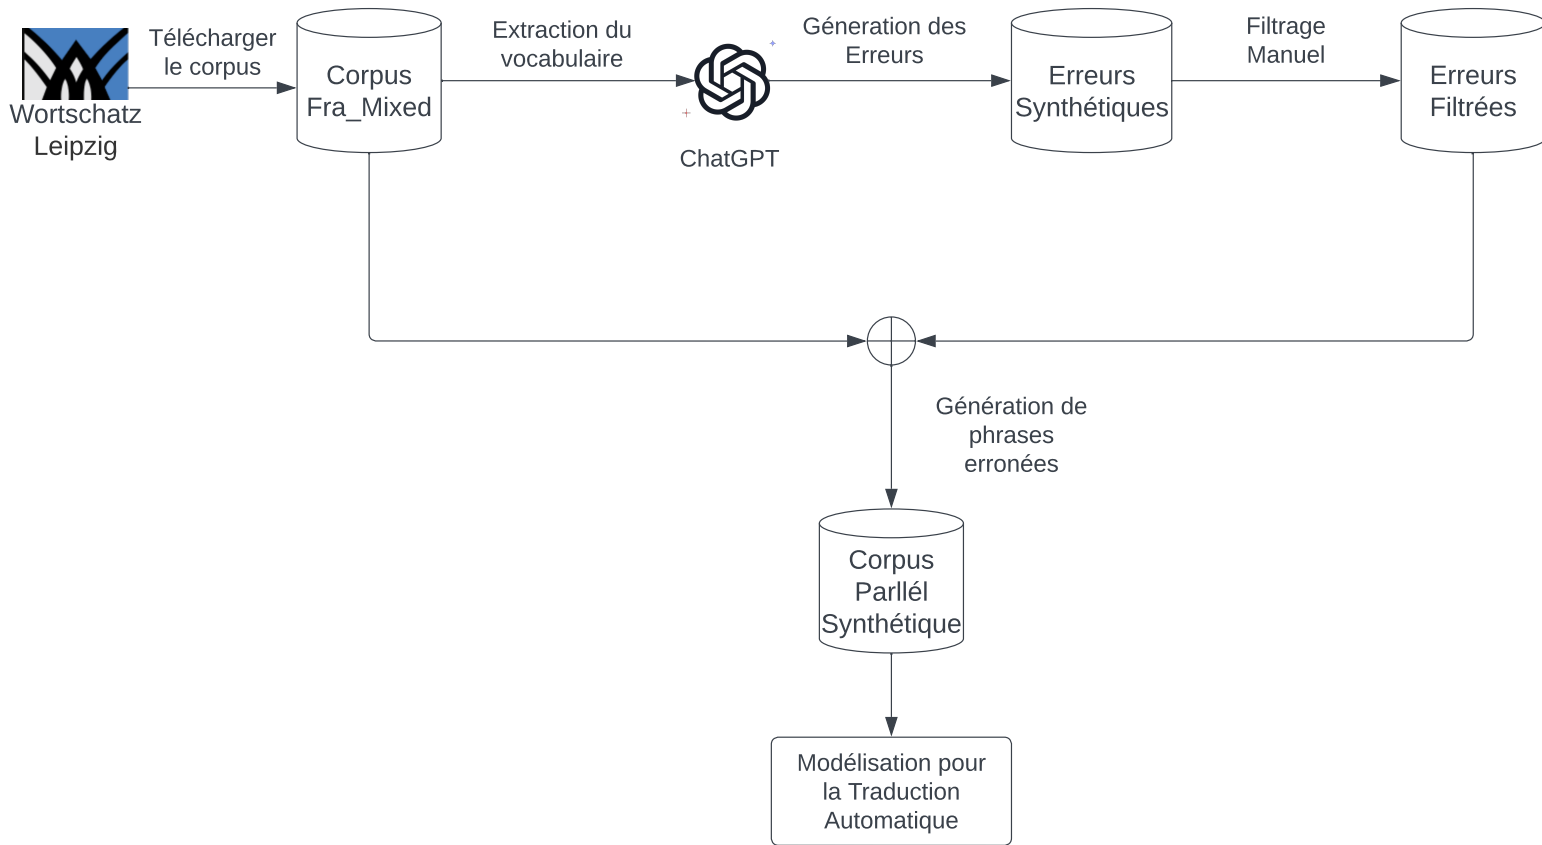 Télécharger
le corpus
Wortschatz
Leipzig
Corpus
Fra_Mixed
Extraction du
vocabulaire
ChatGPT
Géneration des
Erreurs
Erreurs
Synthétiques
Filtrage
Manuel
Erreurs
Filtrées
Génération de
phrases
erronées
Corpus
Parllél
Synthétique
Modélisation pour
la Traduction
Automatique